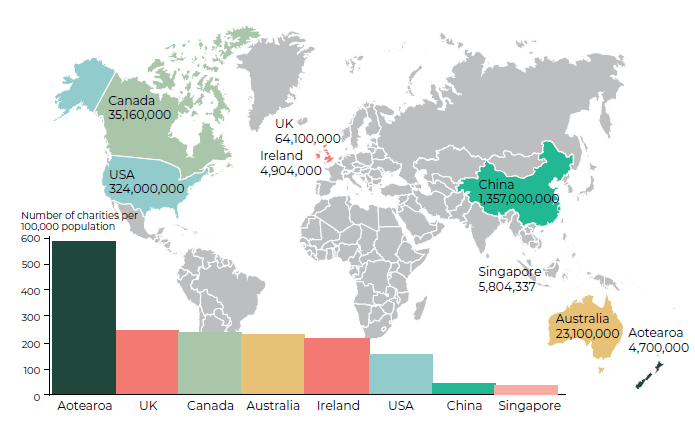 Canada
35,160,000
UK
64,100,000
Ireland
4,904,000
USA
324,000,000
China
1,357,000,000
Number of charities per
100,000 population
Singapore
5,804,337
Australia
23,100,000
Aotearoa
4,700,000
600
500
400
300
200
100
0
Aotearoa UK Canada Australia Ireland USA China Singapore